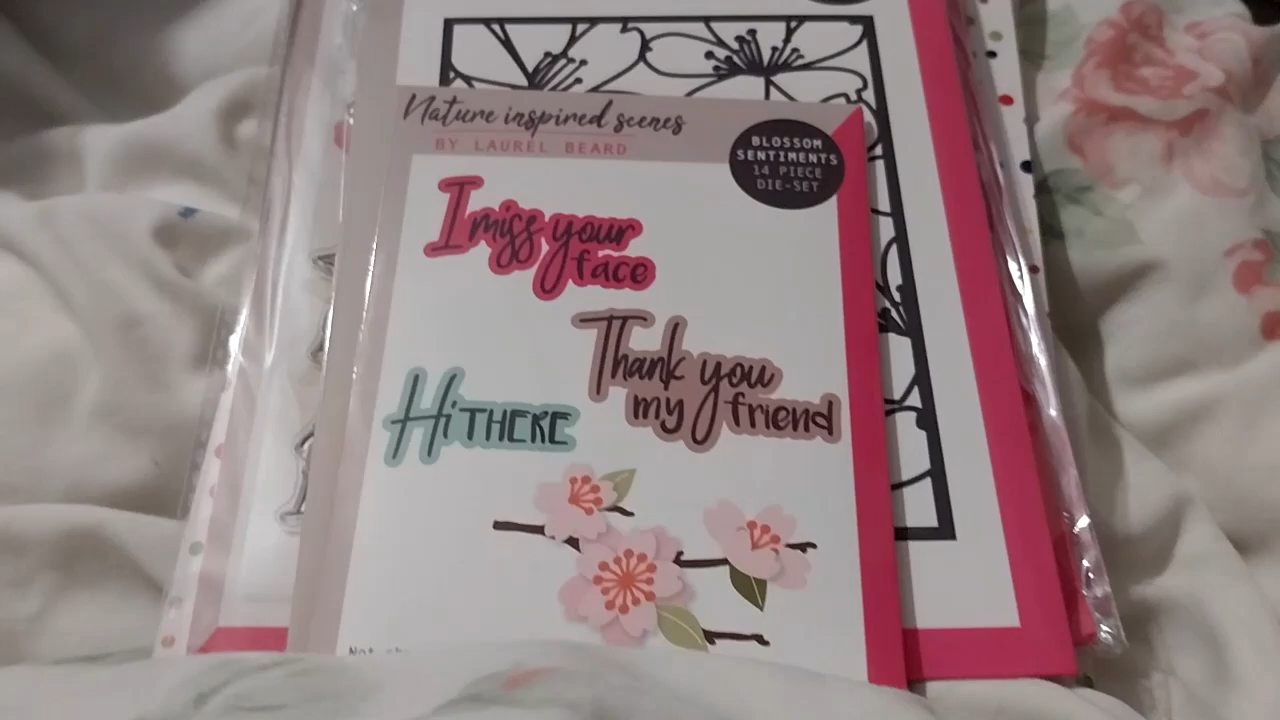 Nature inspired scenes
BY LAUREL BEARD
BLOSSOM
SENTIMENTS
14 PIECE
DIE-SET
I miss your
face
Thank you
my friend
Hi THERE